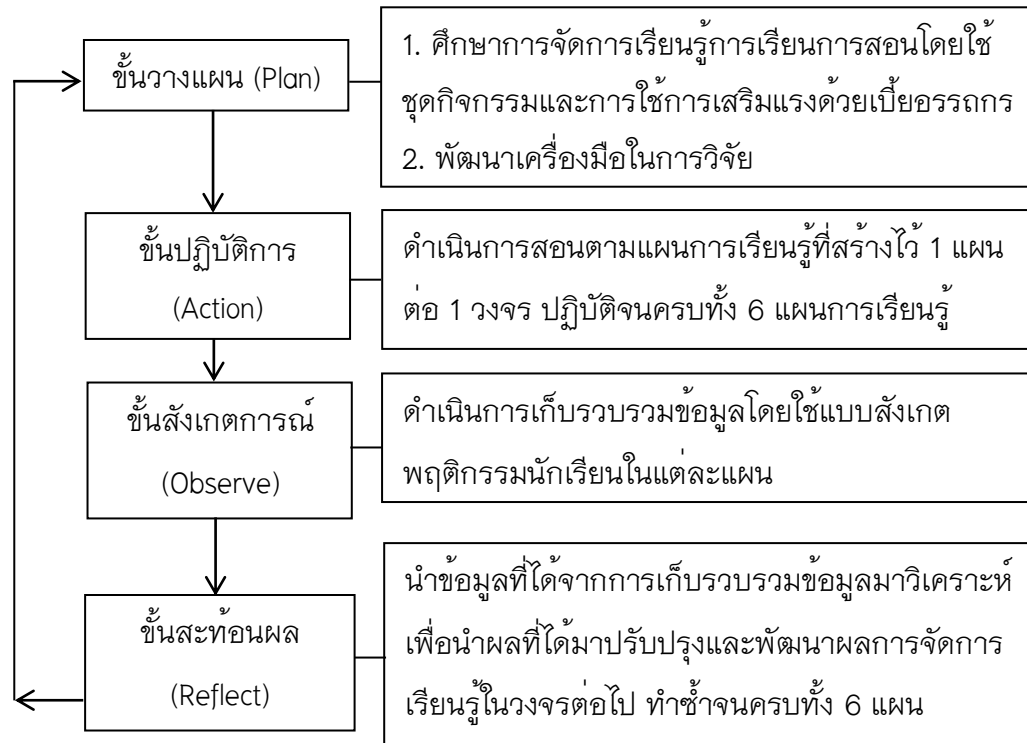 ขั้นวางแผน (Plan)
1. ศึกษาการจัดการเรียนรู้การเรียนการสอนโดยใช้
ชุดกิจกรรมและการใช้การเสริมแรงด้วยเบี้ยอรรถกร
2. พัฒนาเครื่องมือในการวิจัย
ขั้นปฏิบัติการ
(Action)
ดำเนินการสอนตามแผนการเรียนรู้ที่สร้างไว้ 1 แผน
ต่อ 1 วงจร ปฏิบัติจนครบทั้ง 6 แผนการเรียนรู้
ขั้นสังเกตการณ์
(Observe)
ดำเนินการเก็บรวบรวมข้อมูลโดยใช้แบบสังเกต
พฤติกรรมนักเรียนในแต่ละแผน
ขั้นสะท้อนผล
(Reflect)
นำข้อมูลที่ได้จากการเก็บรวบรวมข้อมูลมาวิเคราะห์
เพื่อนำผลที่ได้มาปรับปรุงและพัฒนาผลการจัดการ
เรียนรู้ในวงจรต่อไป ทำซ้ำจนครบทั้ง 6 แผน